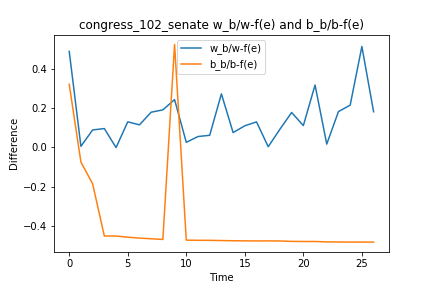 congress_102_senate w_b/w-f(e) and b_b/b-f(e)
w_b/w-f(e)
b_b/b-f(e)
Difference
0.4
0.2
0.0
−0.2
−0.4
0 5 10 15 20 25
Time